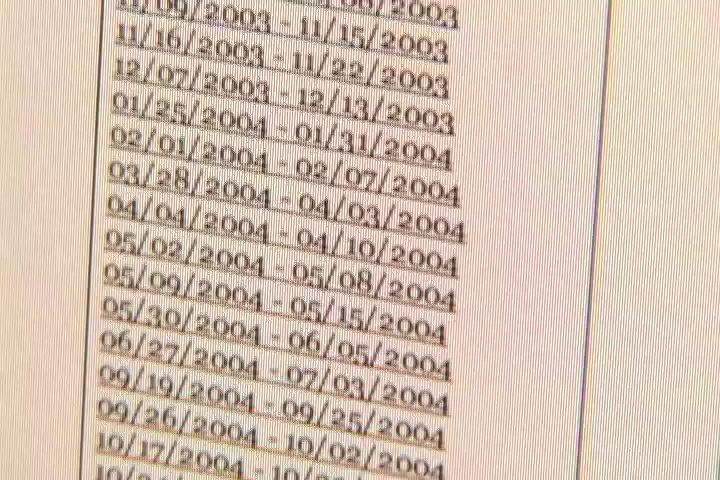 11/09/2003 - 11/15/2003
11/16/2003 - 11/22/2003
12/07/2003 - 12/13/2003
01/25/2004 - 01/31/2004
02/01/2004 - 02/07/2004
03/28/2004 - 04/03/2004
04/04/2004 - 04/10/2004
05/02/2004 - 05/08/2004
05/09/2004 - 05/15/2004
05/30/2004 - 06/05/2004
06/27/2004 - 07/03/2004
09/19/2004 - 09/25/2004
09/26/2004 - 10/02/2004
10/17/2004 -